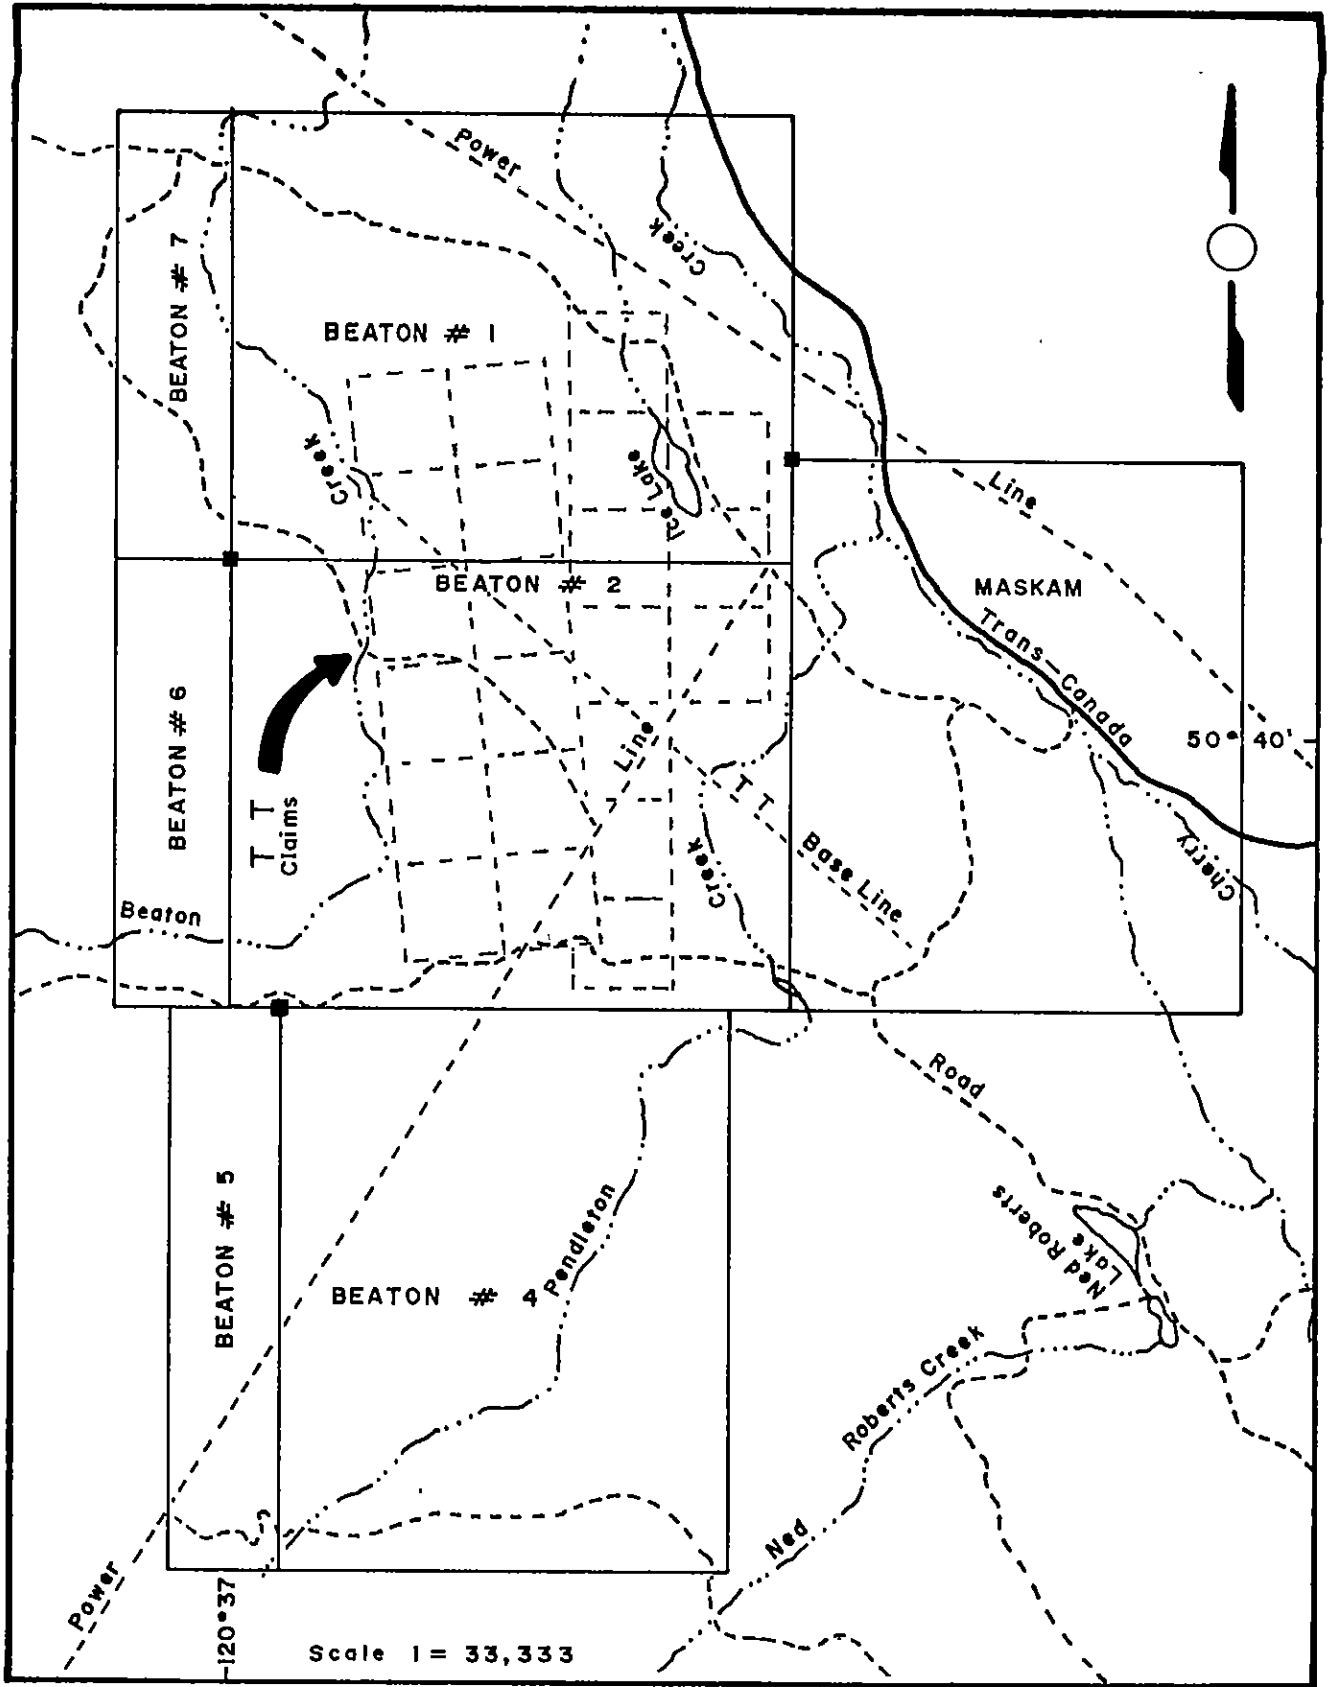 Power
Creek
BEATON # 7
BEATON # 1
Creek
Ice Lake
Line
BEATON # 2
MASKAM
Trans-Canada
50° 40'
BEATON # 6
T T
Claims
Line
T T
Base Line
Creek
Cherry
Beaton
Road
BEATON # 5
Pendleton
BEATON # 4
Ned Roberts
Lake
Roberts Creek
Ned
Power
120°37
Scale 1 = 33,333